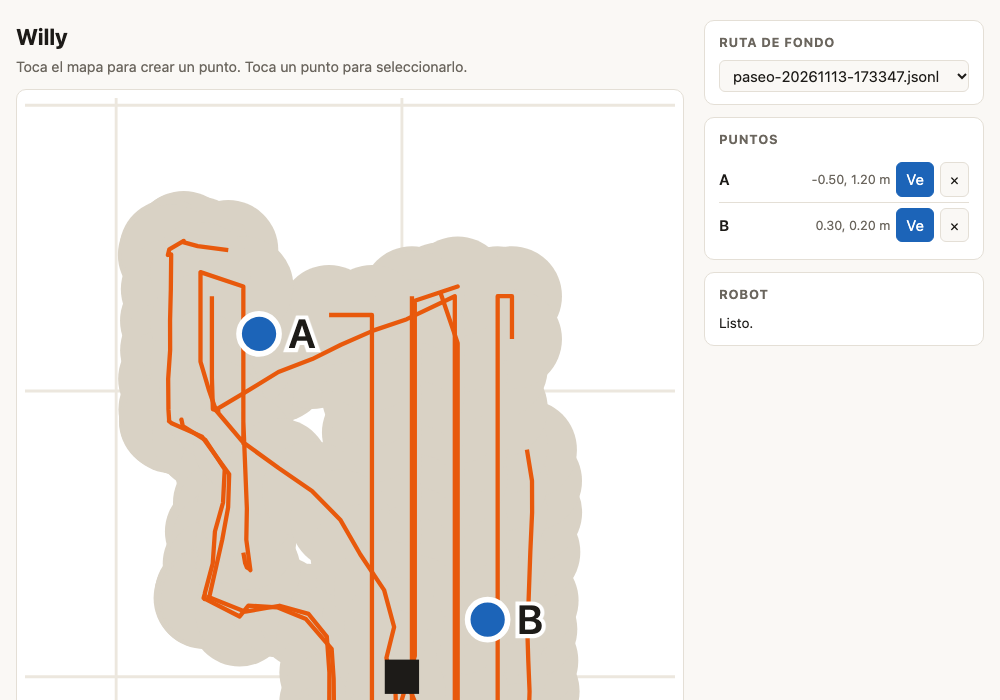 Willy
Toca el mapa para crear un punto. Toca un punto para seleccionarlo.
A
B
RUTA DE FONDO
paseo-20261113-173347.jsonl
PUNTOS
A -0.50, 1.20 m Ve ×
B 0.30, 0.20 m Ve ×
ROBOT
Listo.